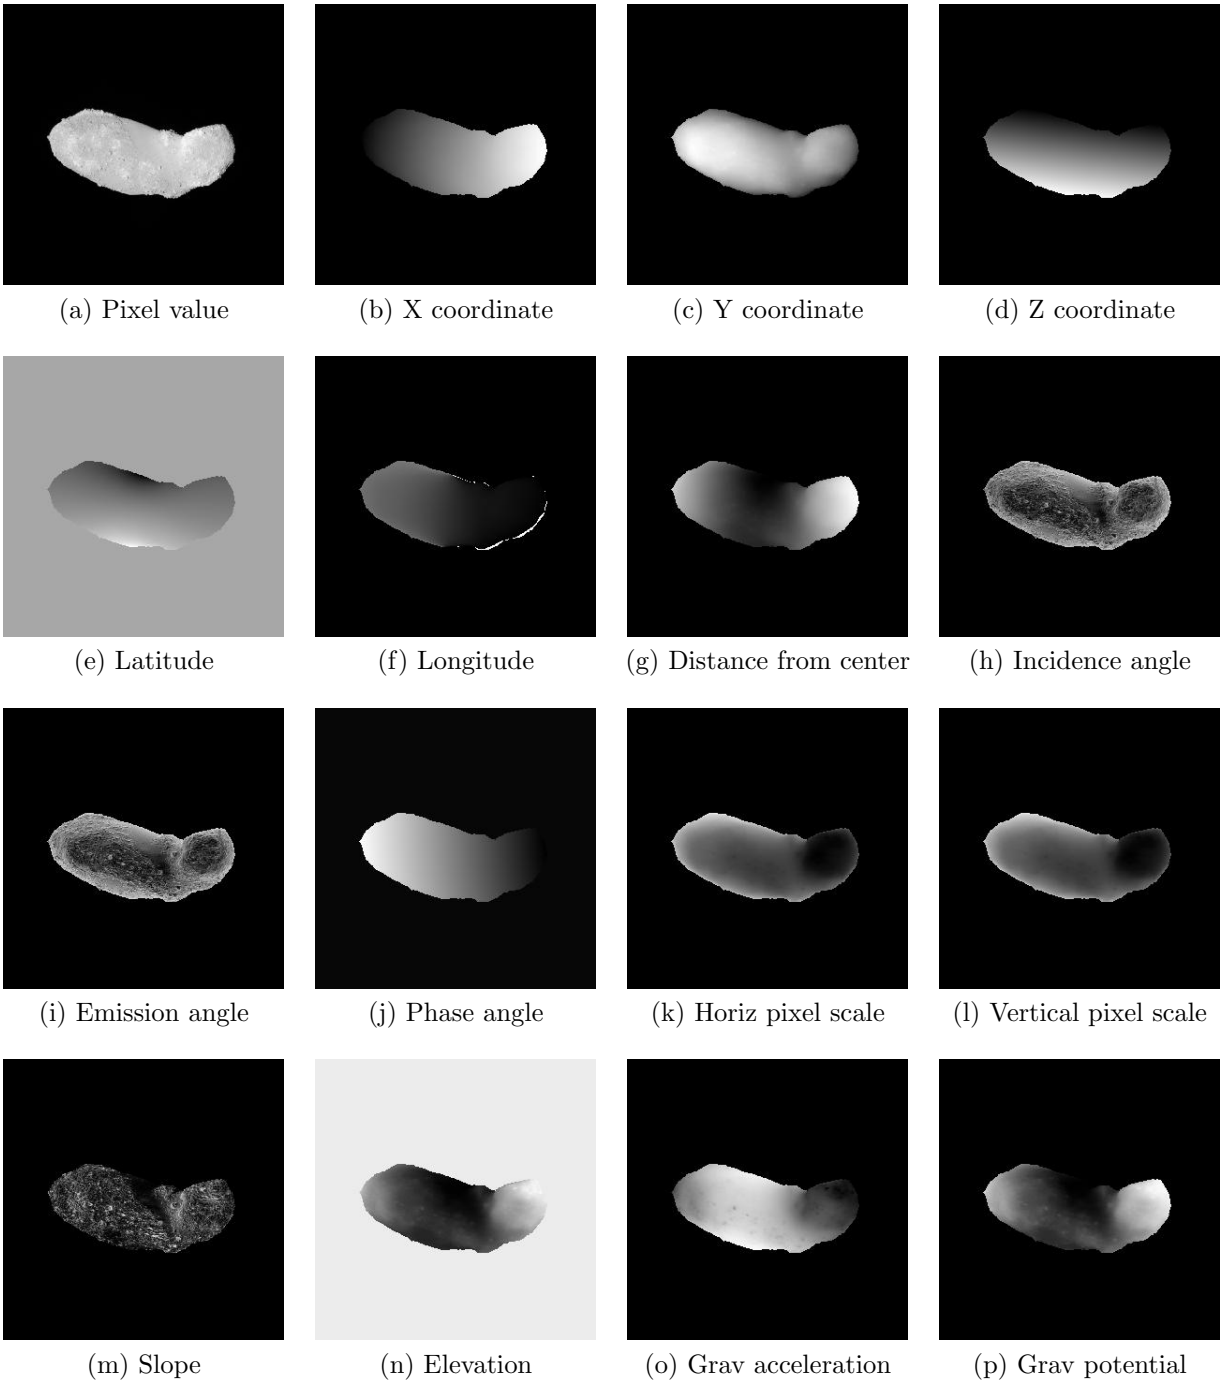 (a) Pixel value
(b) X coordinate
(c) Y coordinate
(d) Z coordinate
(e) Latitude
(f) Longitude
(g) Distance from center
(h) Incidence angle
(i) Emission angle
(j) Phase angle
(k) Horiz pixel scale
(l) Vertical pixel scale
(m) Slope
(n) Elevation
(o) Grav acceleration
(p) Grav potential